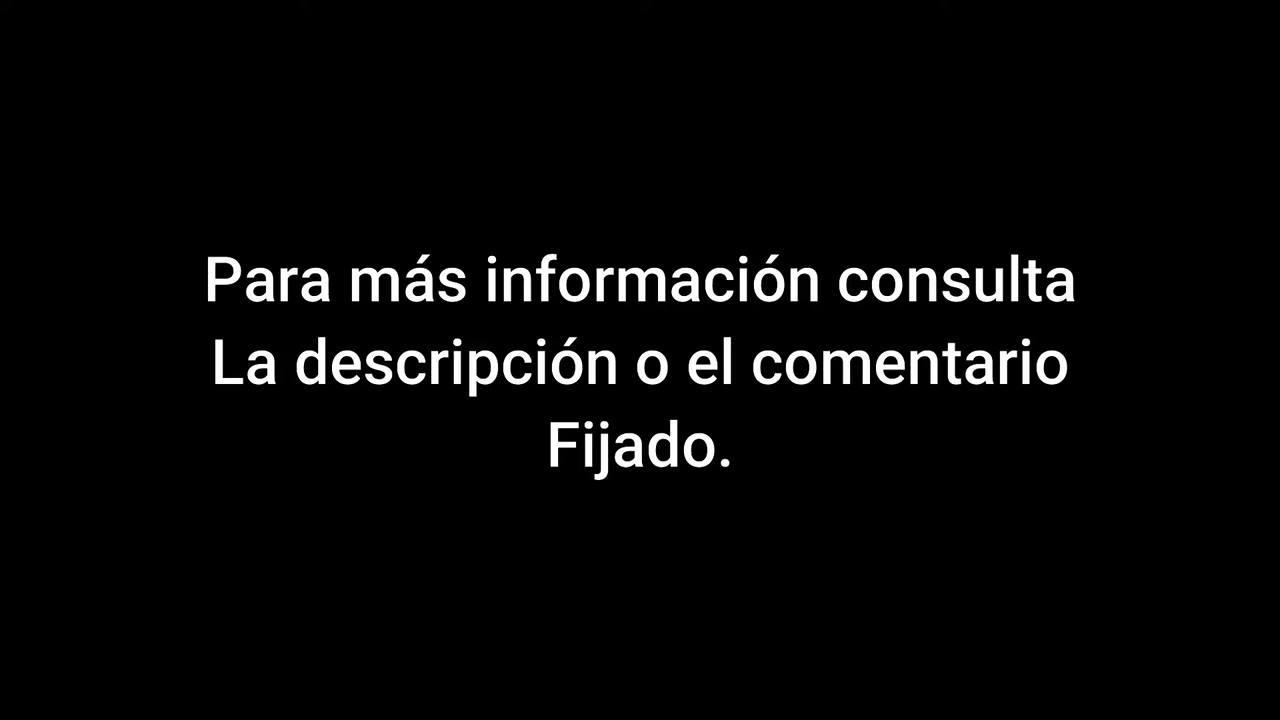 Para más información consulta
La descripción o el comentario
Fijado.